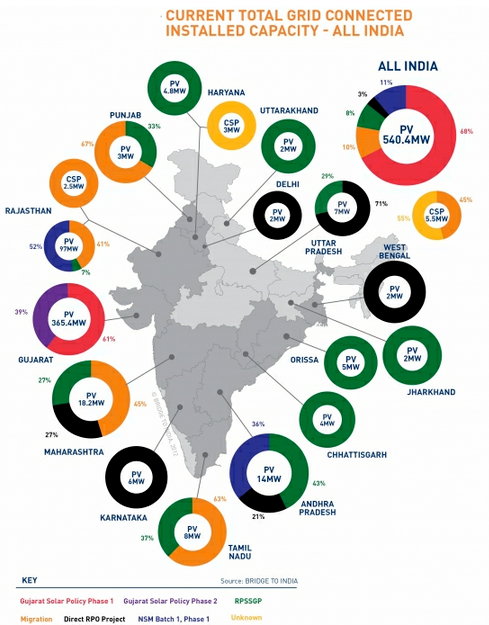 CURRENT TOTAL GRID CONNECTED
INSTALLED CAPACITY - ALL INDIA
ALL INDIA
PV
540.4MW
68%
10%
8%
3%
11%
CSP
5.5MW
45%
55%
PV
4.8MW
HARYANA
CSP
3MW
PUNJAB
PV
3MW
67%
33%
UTTARAKHAND
PV
2MW
DELHI
PV
2MW
29%
71%
PV
7MW
UTTAR
PRADESH
CSP
2.5MW
RAJASTHAN
PV
97MW
52%
41%
7%
WEST
BENGAL
PV
2MW
39%
PV
365.4MW
61%
GUJARAT
PV
2MW
JHARKHAND
ORISSA
PV
5MW
27%
PV
18.2MW
45%
27%
MAHARASHTRA
© BRIDGE TO INDIA, 2012
PV
4MW
CHHATTISGARH
36%
PV
14MW
43%
21%
ANDHRA
PRADESH
PV
6MW
KARNATAKA
63%
PV
8MW
37%
TAMIL
NADU
KEY
Source: BRIDGE TO INDIA
Gujarat Solar Policy Phase 1 Gujarat Solar Policy Phase 2 RPSSGP
Migration Direct RPO Project NSM Batch 1, Phase 1 Unknown